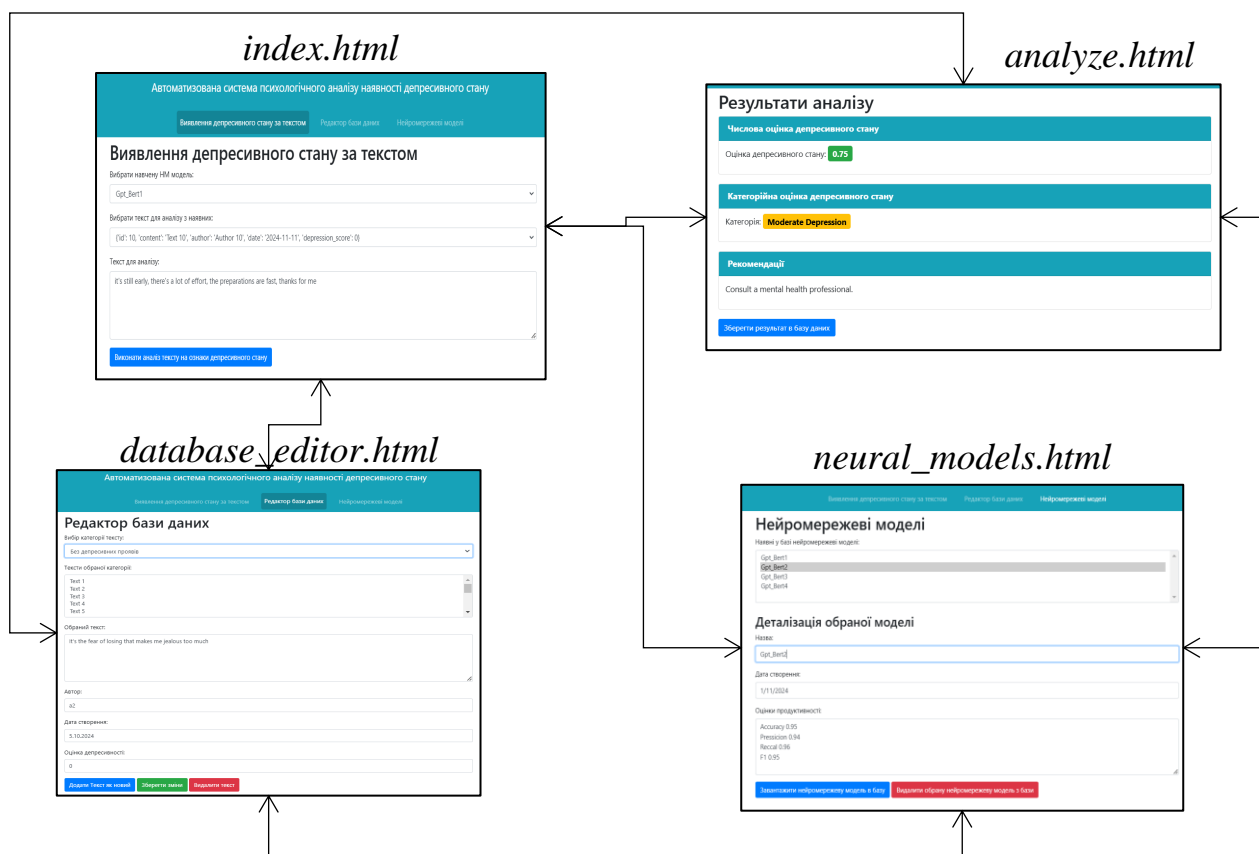 index.html
Автоматизована система психологічного аналізу наявності депресивного стану
Виявлення депресивного стану за текстом Редактор бази даних Нейромережеві моделі
Виявлення депресивного стану за текстом
Вибрати навчену НМ модель:
Gpt_Bert1
Вибрати текст для аналізу з наявних:
{'id': 10, 'content': 'Text 10', 'author': 'Author 10', 'date': '2024-11-11', 'depression_score': 0}
Текст для аналізу:
it's still early, there's a lot of effort, the preparations are fast, thanks for me
Виконати аналіз тексту на ознаки депресивного стану
analyze.html
Результати аналізу
Числова оцінка депресивного стану
Оцінка депресивного стану: 0.75
Категорійна оцінка депресивного стану
Категорія: Moderate Depression
Рекомендації
Consult a mental health professional.
Зберегти результат в базу даних
database_editor.html
Автоматизована система психологічного аналізу наявності депресивного стану
Виявлення депресивного стану за текстом Редактор бази даних Нейромережеві моделі
Редактор бази даних
Вибір категорії тексту:
Без депресивних проявів
Тексти обраної категорії:
Text 1
Text 2
Text 3
Text 4
Text 5
Обраний текст:
It's the fear of losing that makes me jealous too much
Автор:
a2
Дата створення:
5.10.2024
Оцінка депресивності:
0
Додати Текст як новий Зберегти зміни Видалити текст
neural_models.html
Виявлення депресивного стану за текстом Редактор бази даних Нейромережеві моделі
Нейромережеві моделі
Наявні у базі нейромережеві моделі:
Gpt_Bert1
Gpt_Bert2
Gpt_Bert3
Gpt_Bert4
Деталізація обраної моделі
Назва:
Gpt_Bert2
Дата створення:
1/11/2024
Оцінки продуктивності:
Accuracy 0.95
Pressicion 0.94
Reccal 0.96
F1 0.95
Завантажити нейромережеву модель в базу Видалити обрану нейромережеву модель з бази